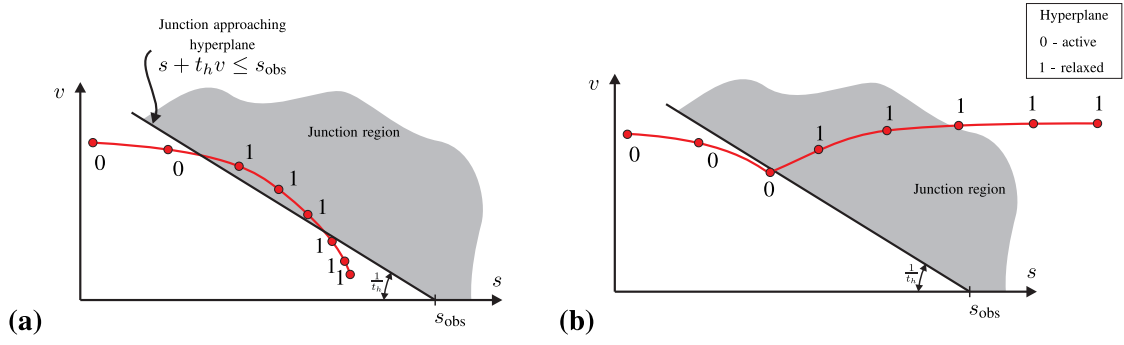 Junction approaching
hyperplane
s + t_h v ≤ s_obs
v
Junction region
0
0
1
1
1
1
1
1
1/t_h
s
s_obs
(a)
Hyperplane
0 - active
1 - relaxed
v
0
0
0
1
1
1
1
1
Junction region
1/t_h
s
s_obs
(b)